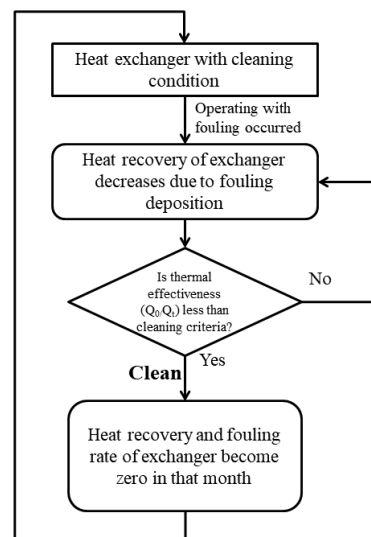 Heat exchanger with cleaning
condition
Operating with
fouling occurred
Heat recovery of exchanger
decreases due to fouling
deposition
Is thermal
effectiveness
(Q₀/Qₜ) less than
cleaning criteria?
No
Yes
Clean
Heat recovery and fouling
rate of exchanger become
zero in that month